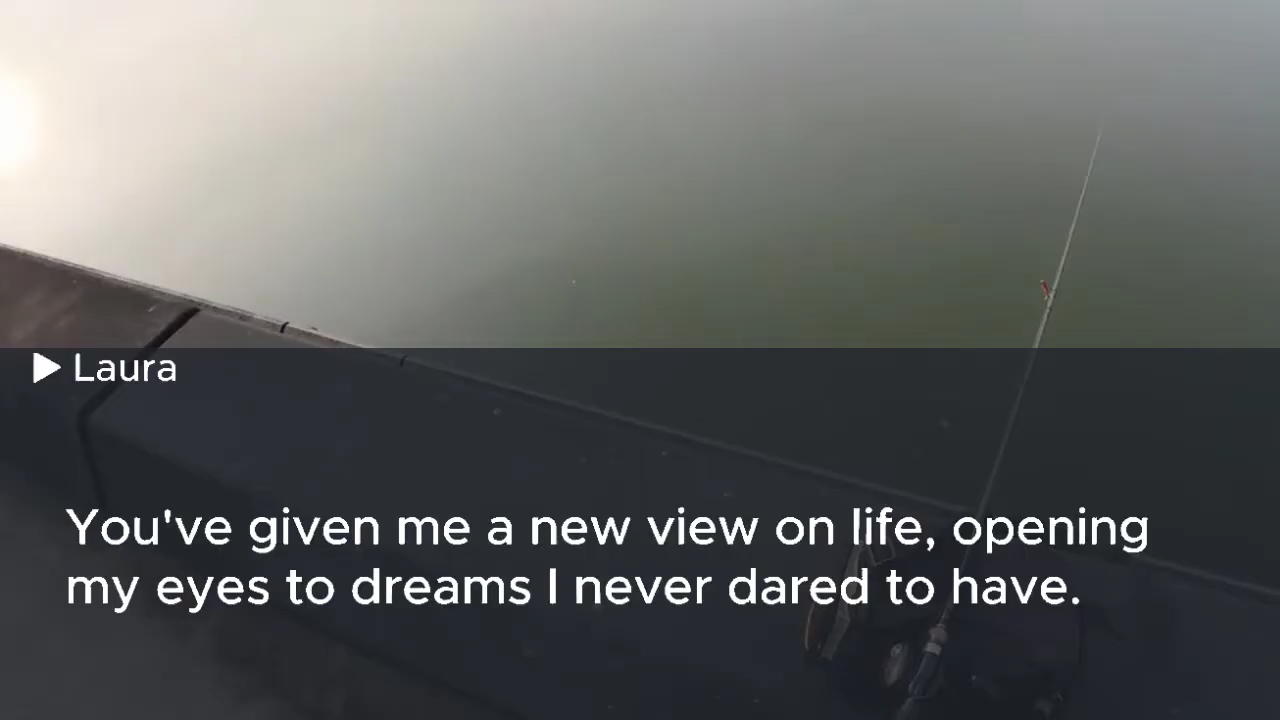 Laura
You've given me a new view on life, opening
my eyes to dreams I never dared to have.